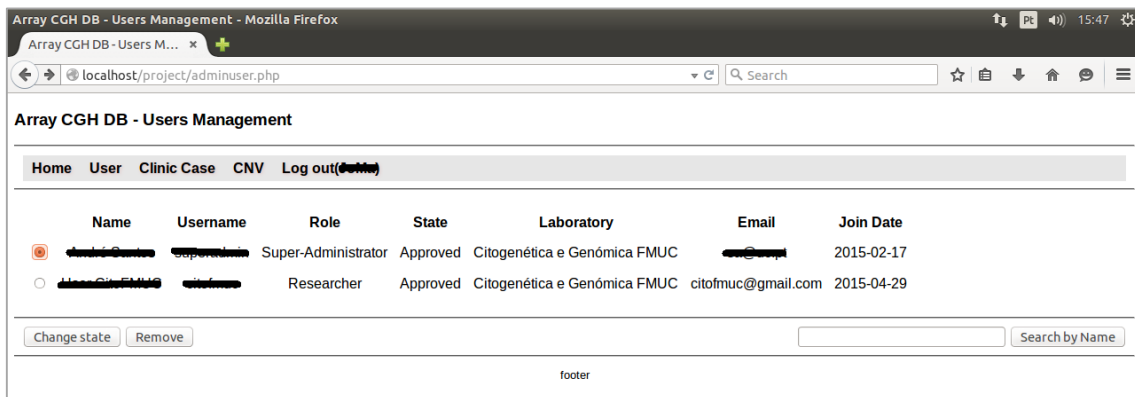 Array CGH DB - Users Management - Mozilla Firefox Pt 15:47
Array CGH DB - Users M... ×
localhost/project/adminuser.php Search
Array CGH DB - Users Management
Home User Clinic Case CNV Log out( )
Name Username Role State Laboratory Email Join Date
Super-Administrator Approved Citogenética e Genómica FMUC 2015-02-17
Researcher Approved Citogenética e Genómica FMUC citofmuc@gmail.com 2015-04-29
Change state Remove Search by Name
footer